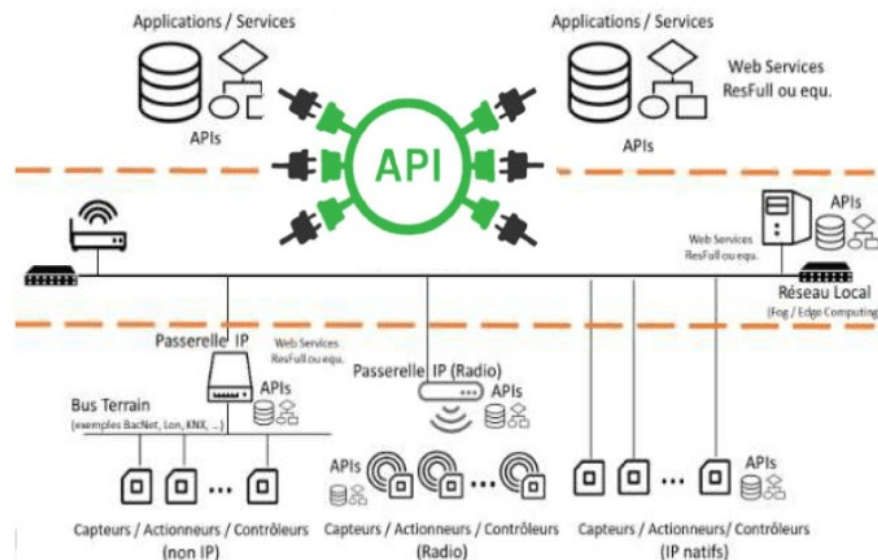 Applications / Services
Applications / Services
Web Services
ResFull ou equ.
APIs
API
APIs
APIs
Web Services
ResFull ou equ.
Réseau Local
(Fog / Edge Computing
Passerelle IP
Web Services
ResFull ou equ.
APIs
Passerelle IP (Radio)
APIs
Bus Terrain
(exemples BacNet, Lon, KNX, ...)
APIs
APIs
Capteurs / Actionneurs / Contrôleurs
(non IP)
Capteurs / Actionneurs / Contrôleurs
(Radio)
Capteurs / Actionneurs/ Contrôleurs
(IP natifs)